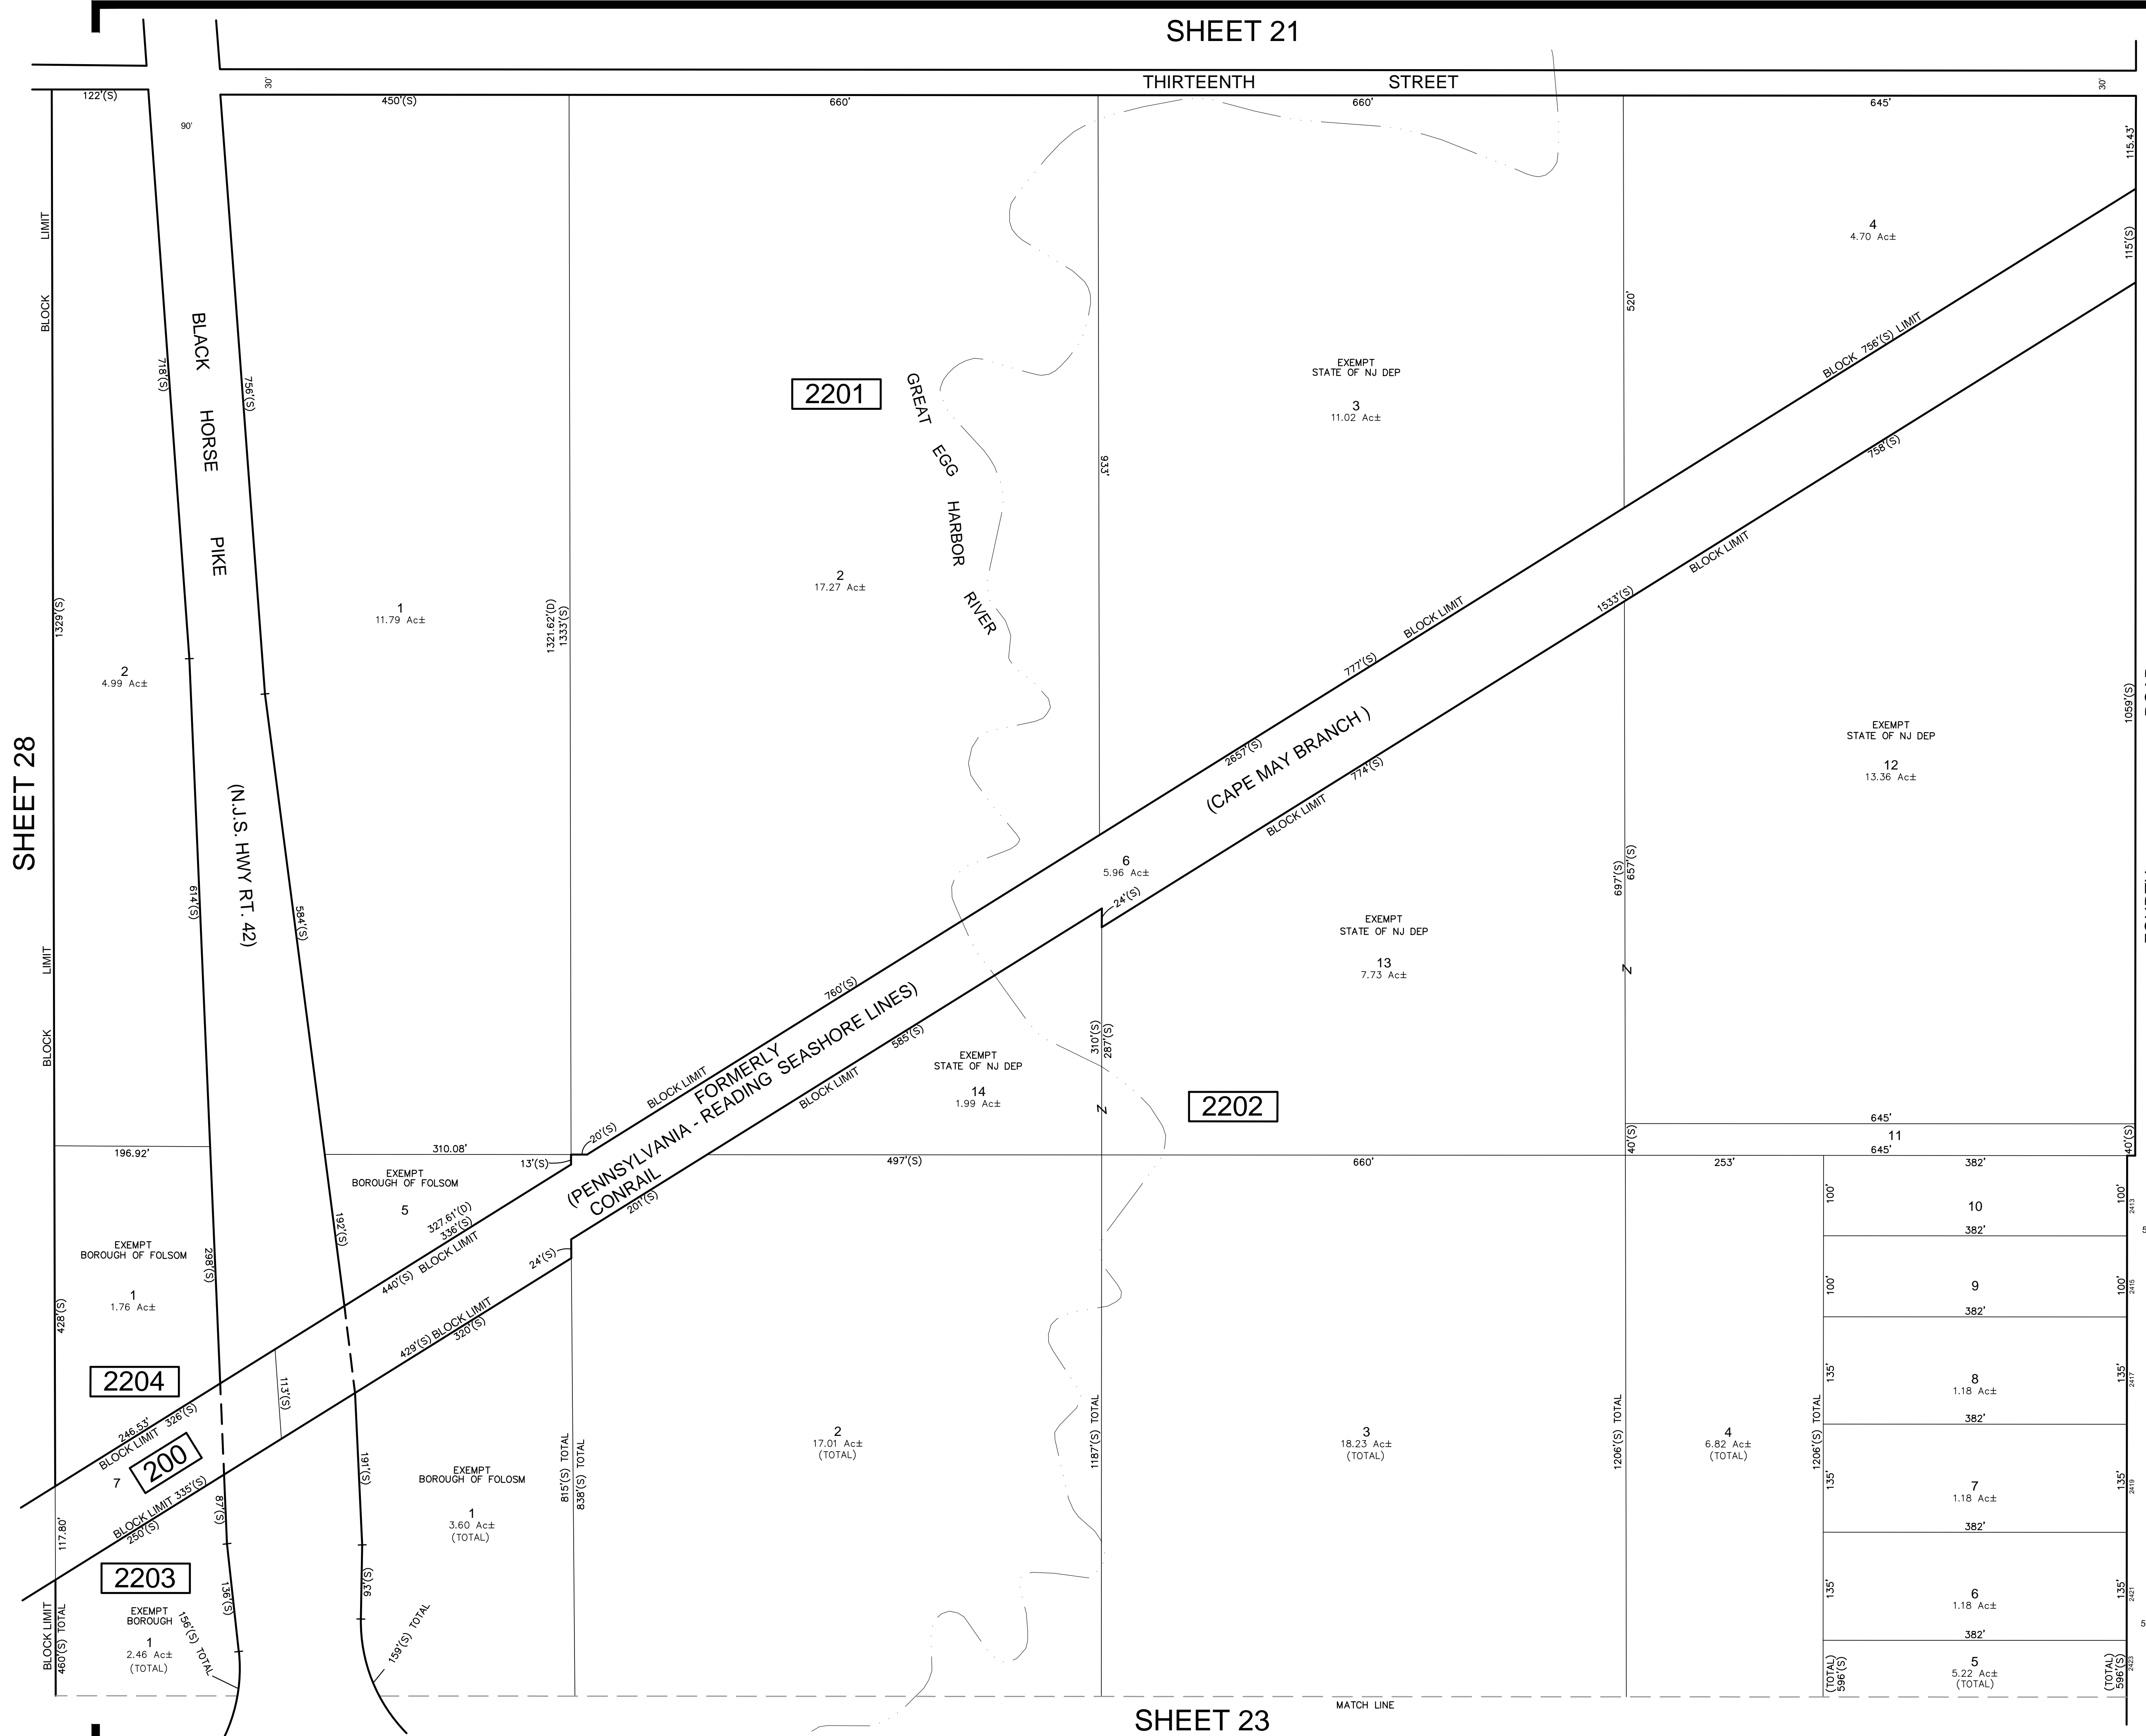 SHEET 21
THIRTEENTH STREET
122'(S)
30'
450'(S)
660'
660'
645'
30'
90'
115.43'
115'(S)
BLOCK LIMIT
1329'(S)
718'(S)
756'(S)
BLACK HORSE PIKE
(N.J.S. HWY RT. 42)
4
4.70 Ac±
520'
BLOCK 756'(S) LIMIT
EXEMPT
STATE OF NJ DEP
3
11.02 Ac±
2201
GREAT EGG HARBOR RIVER
933'
758'(S)
BLOCK LIMIT
1533'(S)
2
17.27 Ac±
1
11.79 Ac±
1321.62'(D)
1333'(S)
2
4.99 Ac±
BLOCK LIMIT
777'(S)
2657'(S)
(CAPE MAY BRANCH )
774'(S)
BLOCK LIMIT
EXEMPT
STATE OF NJ DEP
12
13.36 Ac±
1059'(S)
SHEET 28
614'(S)
584'(S)
6
5.96 Ac±
24'(S)
697'(S)
657'(S)
EXEMPT
STATE OF NJ DEP
13
7.73 Ac±
Z
BLOCK LIMIT
760'(S)
BLOCK LIMIT
FORMERLY
(PENNSYLVANIA - READING SEASHORE LINES)
CONRAIL
585'(S)
BLOCK LIMIT
201'(S)
EXEMPT
STATE OF NJ DEP
14
1.99 Ac±
310'(S)
287'(S)
Z
2202
645'
11
645'
40'(S)
40'(S)
196.92'
310.08'
20'(S)
13'(S)
497'(S)
660'
253'
382'
EXEMPT
BOROUGH OF FOLSOM
5
327.61'(D)
336'(S)
440'(S) BLOCK LIMIT
192'(S)
298'(S)
EXEMPT
BOROUGH OF FOLSOM
1
1.76 Ac±
428'(S)
24'(S)
429'(S) BLOCK LIMIT
320'(S)
100'
10
100'
2413
382'
100'
9
100'
2415
382'
135'
8
1.18 Ac±
135'
2417
382'
135'
7
1.18 Ac±
135'
2419
382'
135'
6
1.18 Ac±
135'
2421
382'
5
5.22 Ac±
(TOTAL)
(TOTAL)
596'(S)
(TOTAL)
596'(S)
2423
2204
113'(S)
246.53'
326'(S)
BLOCK LIMIT
7
200
BLOCK LIMIT 335'(S)
250'(S)
117.80'
87'(S)
191'(S)
EXEMPT
BOROUGH OF FOLOSM
1
3.60 Ac±
(TOTAL)
815'(S) TOTAL
838'(S) TOTAL
2
17.01 Ac±
(TOTAL)
1187'(S) TOTAL
3
18.23 Ac±
(TOTAL)
1206'(S) TOTAL
4
6.82 Ac±
(TOTAL)
1206'(S) TOTAL
2203
EXEMPT
BOROUGH
1
2.46 Ac±
(TOTAL)
BLOCK LIMIT
460'(S) TOTAL
136'(S)
156'(S) TOTAL
93'(S)
159'(S) TOTAL
MATCH LINE
SHEET 23